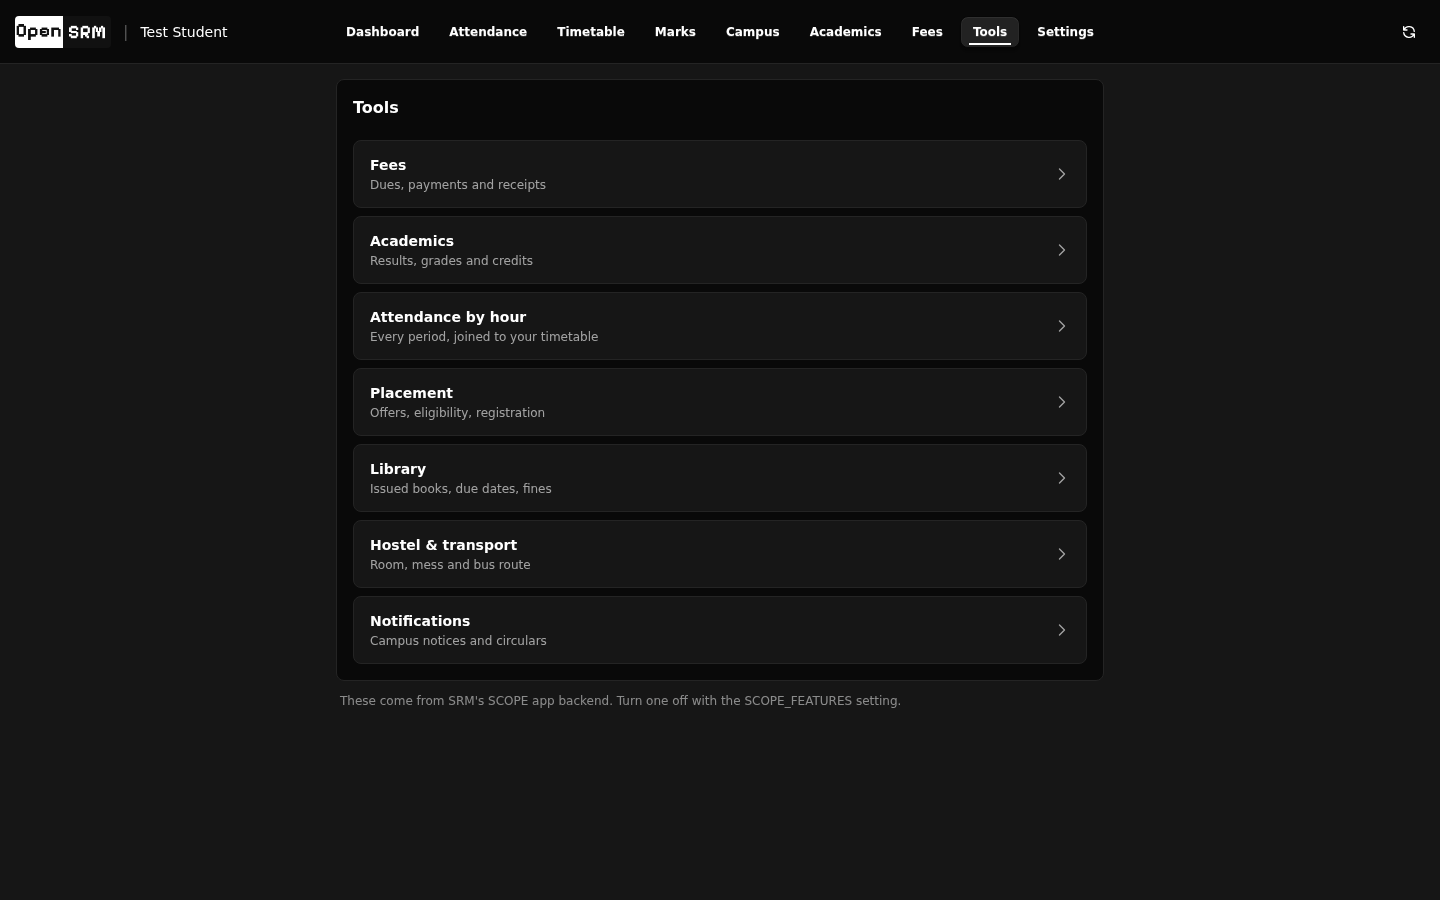 Open SRM | Test Student
Dashboard
Attendance
Timetable
Marks
Campus
Academics
Fees
Tools
Settings
Tools
Fees
Dues, payments and receipts
Academics
Results, grades and credits
Attendance by hour
Every period, joined to your timetable
Placement
Offers, eligibility, registration
Library
Issued books, due dates, fines
Hostel & transport
Room, mess and bus route
Notifications
Campus notices and circulars
These come from SRM's SCOPE app backend. Turn one off with the SCOPE_FEATURES setting.